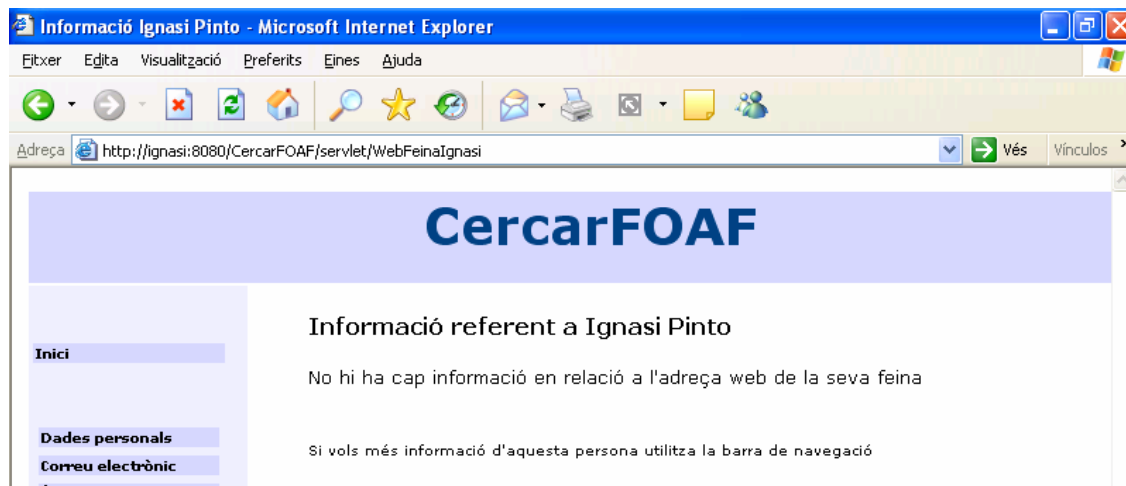 Informació Ignasi Pinto - Microsoft Internet Explorer
Fitxer Edita Visualització Preferits Eines Ajuda
Adreça http://ignasi:8080/CercarFOAF/servlet/WebFeinaIgnasi Vés Vínculos »
CercarFOAF
Informació referent a Ignasi Pinto
Inici
No hi ha cap informació en relació a l'adreça web de la seva feina
Dades personals
Si vols més informació d'aquesta persona utilitza la barra de navegació
Correu electrònic